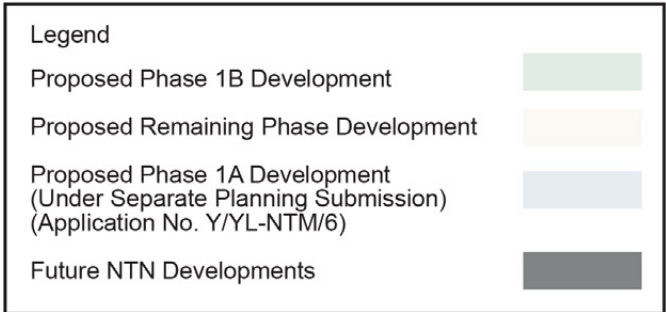 Legend
Proposed Phase 1B Development
Proposed Remaining Phase Development
Proposed Phase 1A Development
(Under Separate Planning Submission)
(Application No. Y/YL-NTM/6)
Future NTN Developments